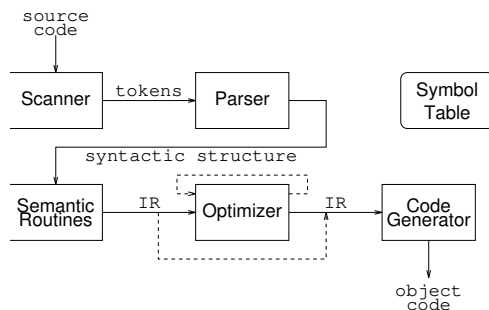 source
code
Scanner
tokens
Parser
Symbol
Table
syntactic structure
Semantic
Routines
IR
Optimizer
IR
Code
Generator
object
code